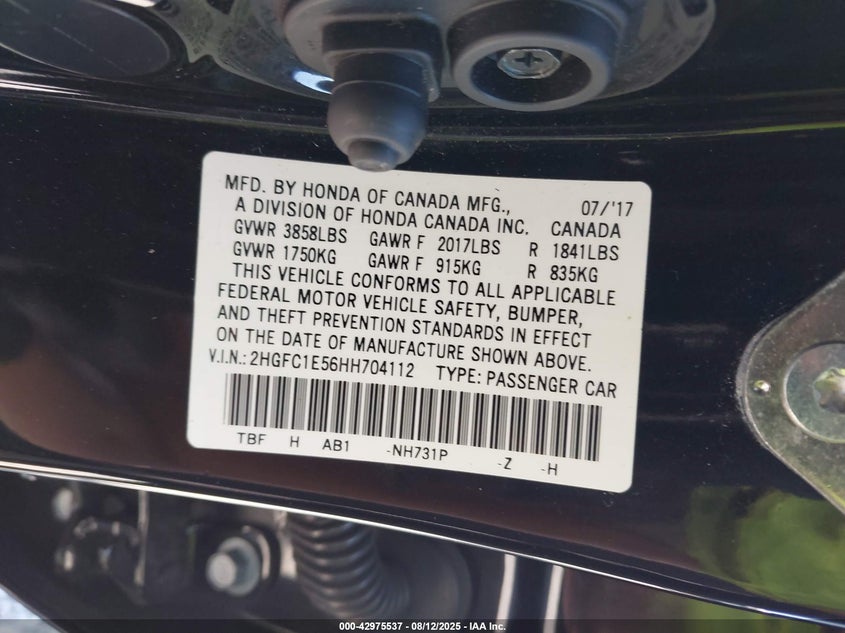 MFD. BY HONDA OF CANADA MFG., 07/'17
A DIVISION OF HONDA CANADA INC. CANADA
GVWR 3858LBS GAWR F 2017LBS R 1841LBS
GVWR 1750KG GAWR F 915KG R 835KG
THIS VEHICLE CONFORMS TO ALL APPLICABLE
FEDERAL MOTOR VEHICLE SAFETY, BUMPER,
AND THEFT PREVENTION STANDARDS IN EFFECT
ON THE DATE OF MANUFACTURE SHOWN ABOVE.
V.I.N.: 2HGFC1E56HH704112 TYPE: PASSENGER CAR
TBF H AB1 -NH731P -Z -H
000-42975537 - 08/12/2025 - IAA Inc.